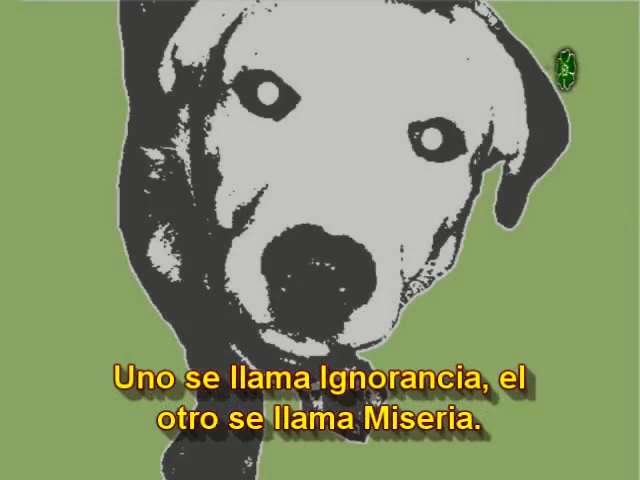 Uno se llama Ignorancia, el
otro se llama Miseria.